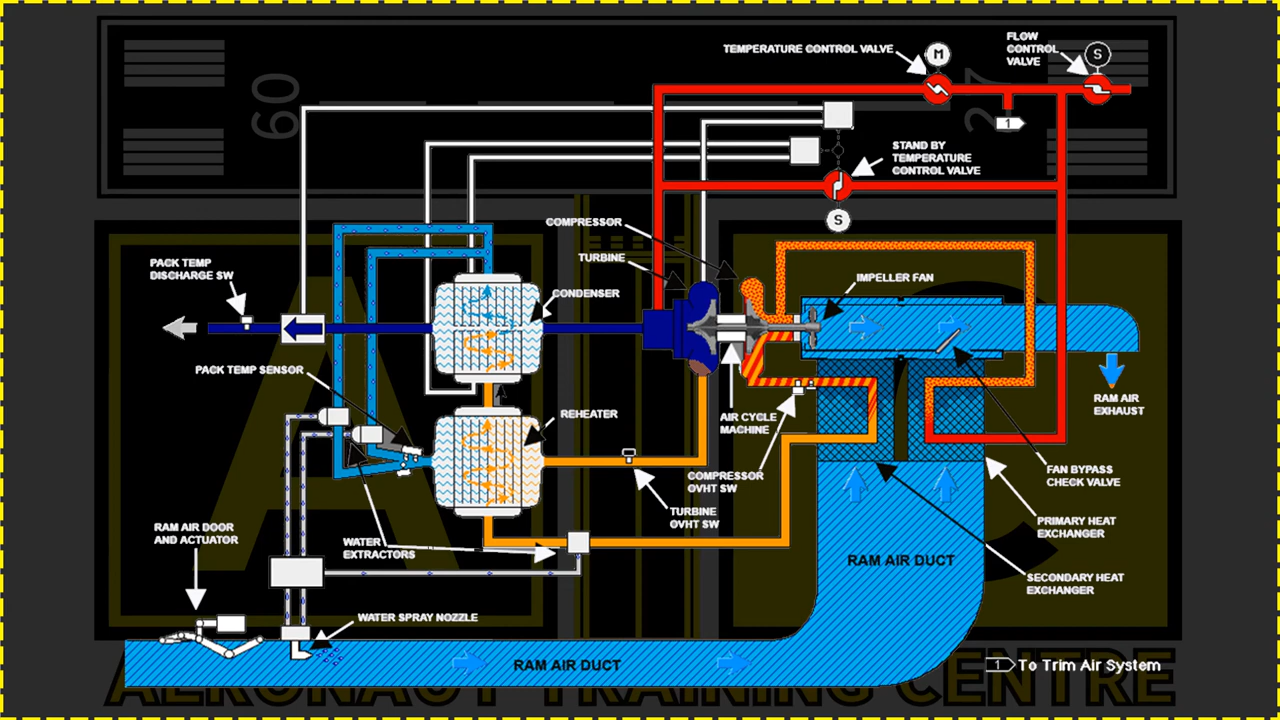 TEMPERATURE CONTROL VALVE
M
FLOW
CONTROL
VALVE
S
60
27
1
STAND BY
TEMPERATURE
CONTROL VALVE
S
COMPRESSOR
TURBINE
IMPELLER FAN
PACK TEMP
DISCHARGE SW
CONDENSER
PACK TEMP SENSOR
REHEATER
AIR CYCLE
MACHINE
RAM AIR
EXHAUST
COMPRESSOR
OVHT SW
FAN BYPASS
CHECK VALVE
TURBINE
OVHT SW
RAM AIR DOOR
AND ACTUATOR
WATER
EXTRACTORS
PRIMARY HEAT
EXCHANGER
RAM AIR DUCT
SECONDARY HEAT
EXCHANGER
WATER SPRAY NOZZLE
RAM AIR DUCT
1 To Trim Air System
A C
AERONAUT TRAINING CENTRE